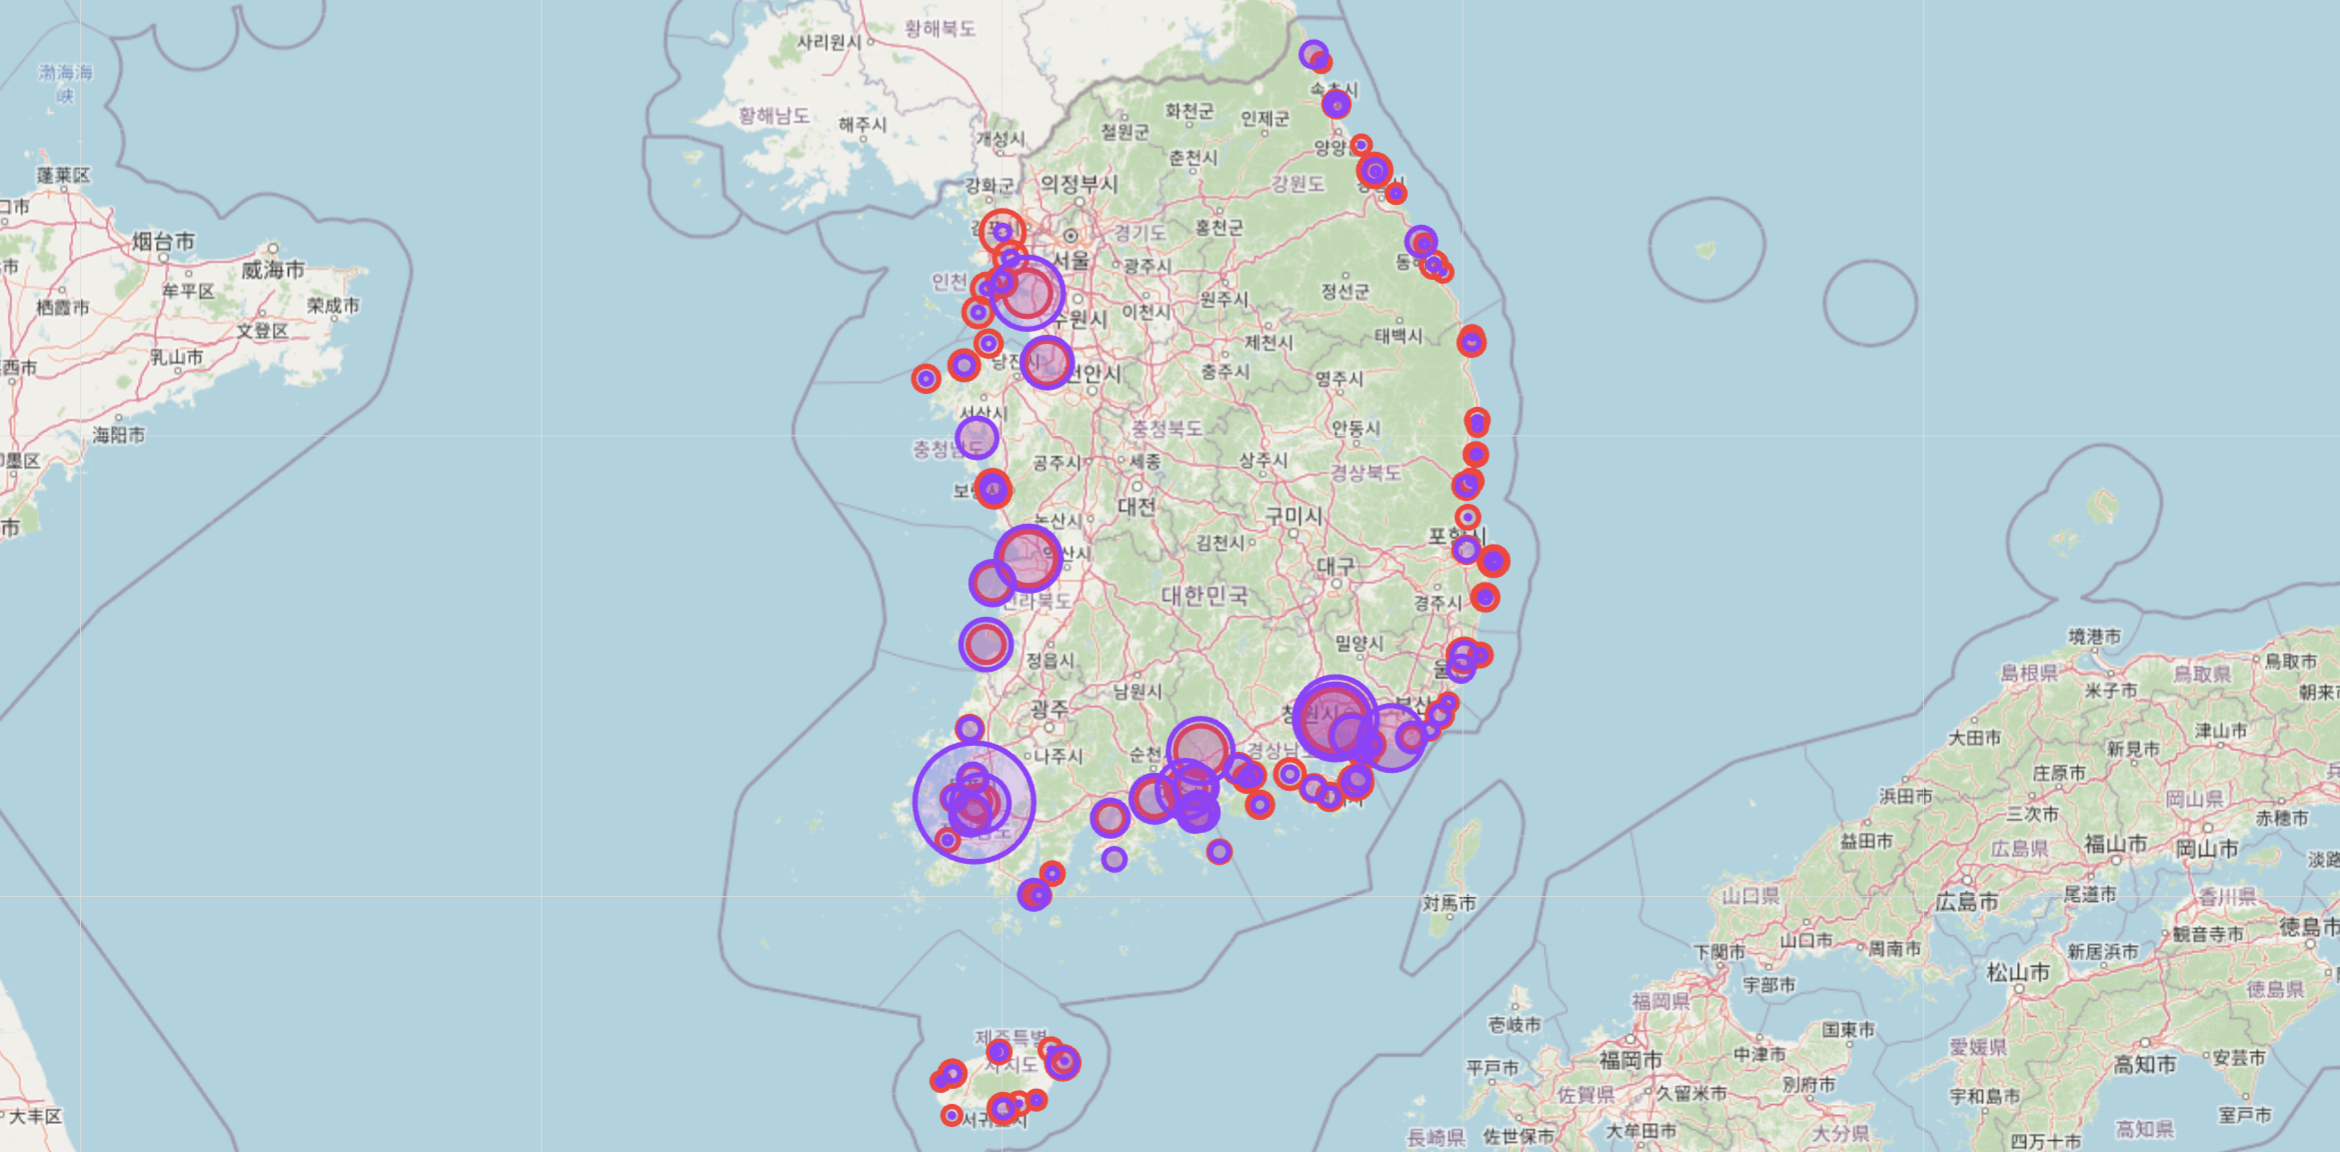 황해북도
사리원시
渤海海
峡
속초시
황해남도
화천군
인제군
해주시
철원군
개성시
춘천시
蓬莱区
강화군
의정부시
강원도
口市
홍천군
경기도
烟台市
서울
광주시
威海市
인천
牟平区
정선군
원주시
荣成市
栖霞市
이천시
수원시
文登区
태백시
제천시
乳山市
西市
천안시
충주시
영주시
서산시
海阳市
충청북도
안동시
墨区
공주시
세종
상주시
경상북도
대전
구미시
논산시
市
포항시
김천시
대구
대한민국
전라북도
경주시
境港市
밀양시
정읍시
鳥取市
島根県
鳥取県
남원시
米子市
朝来市
광주
창원시
부산
津山市
大田市
新見市
나주시
순천
경상남
庄原市
浜田市
岡山県
三次市
赤穂市
益田市
福山市
岡山市
広島県
尾道市
山口県
香川県
対馬市
広島市
徳島市
観音寺市
山口市
周南市
下関市
新居浜市
松山市
宇部市
徳島県
福岡県
壱岐市
国東市
제주특별
자치도
愛媛県
福岡市
中津市
安芸市
平戸市
高知市
別府市
佐賀県
久留米市
宇和島市
大丰区
室戸市
서귀포시
長崎県
佐世保市
大牟田市
大分県
高知県
四万十市